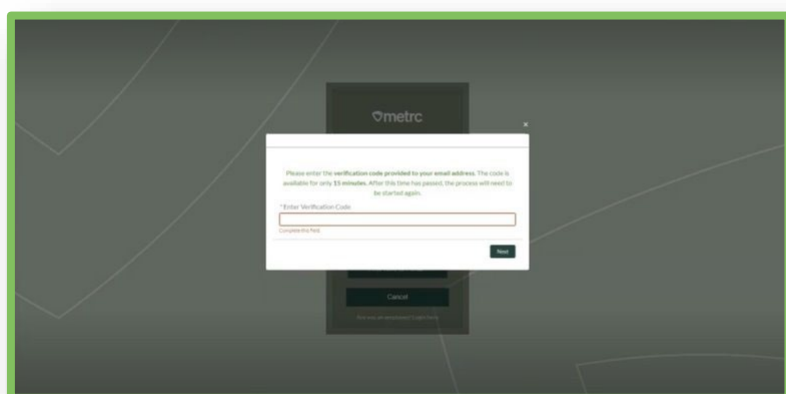 metrc
×
Please enter the verification code provided to your email address. The code is
available for only 15 minutes. After this time has passed, the process will need to
be started again.
*Enter Verification Code
Complete this field.
Next
Cancel